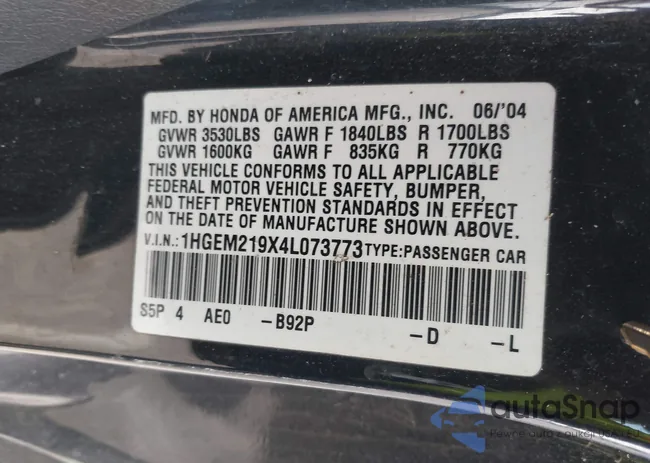 MFD. BY HONDA OF AMERICA MFG., INC. 06/'04
GVWR 3530LBS GAWR F 1840LBS R 1700LBS
GVWR 1600KG GAWR F 835KG R 770KG
THIS VEHICLE CONFORMS TO ALL APPLICABLE
FEDERAL MOTOR VEHICLE SAFETY, BUMPER,
AND THEFT PREVENTION STANDARDS IN EFFECT
ON THE DATE OF MANUFACTURE SHOWN ABOVE.
V.I.N.: 1HGEM219X4L073773 TYPE: PASSENGER CAR
S5P 4 AE0 -B92P -D -L
autoSnap